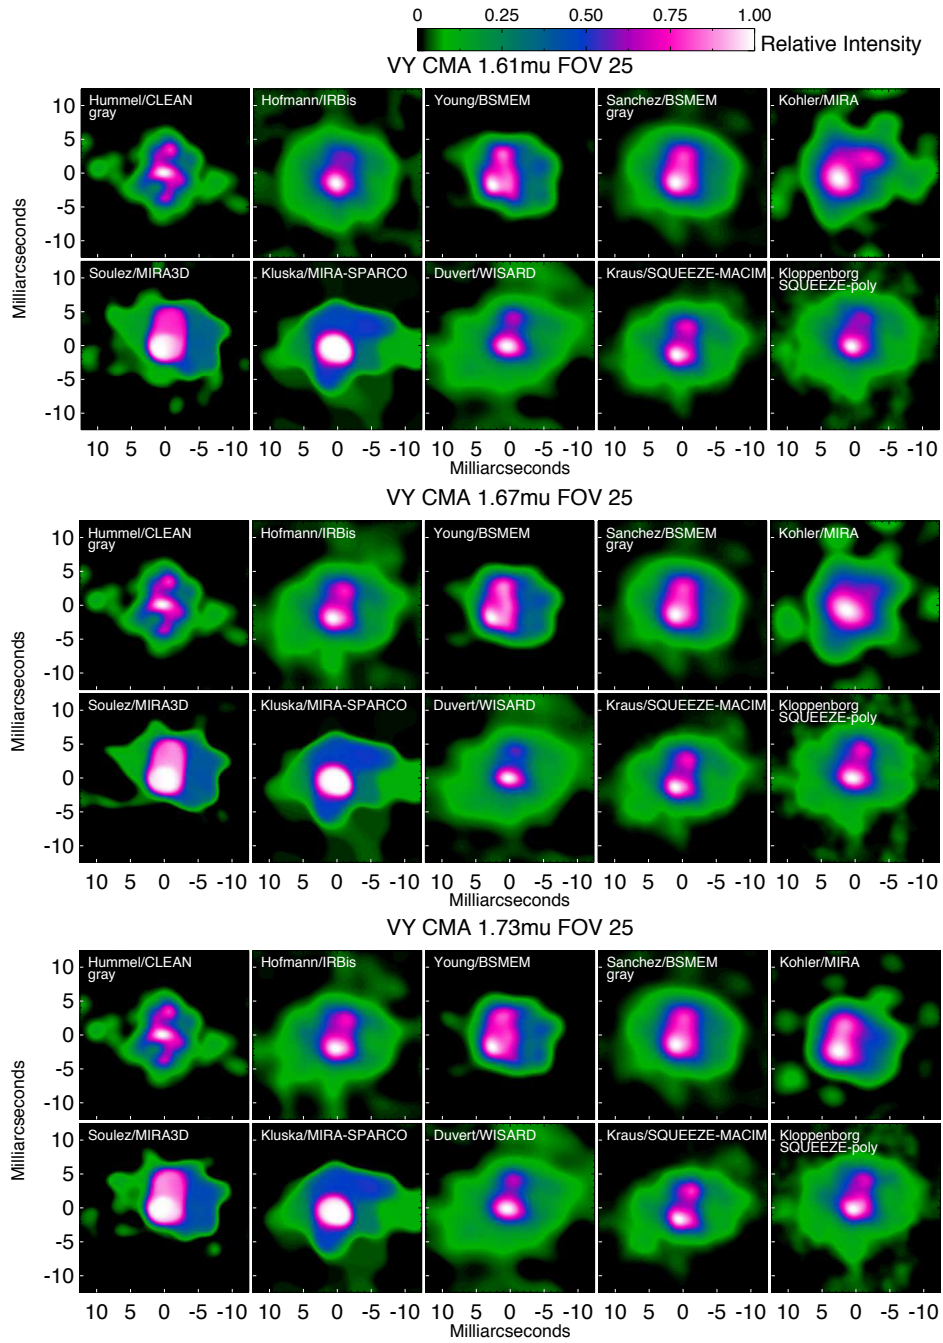 0 0.25 0.50 0.75 1.00
Relative Intensity
VY CMA 1.61mu FOV 25
Hummel/CLEAN
gray
Hofmann/IRBis
Young/BSMEM
Sanchez/BSMEM
gray
Kohler/MIRA
10
5
0
-5
-10
Milliarcseconds
Soulez/MIRA3D
Kluska/MIRA-SPARCO
Duvert/WISARD
Kraus/SQUEEZE-MACIM
Kloppenborg
SQUEEZE-poly
10
5
0
-5
-10
10 5 0 -5 -10 10 5 0 -5 -10 10 5 0 -5 -10 10 5 0 -5 -10 10 5 0 -5 -10
Milliarcseconds
VY CMA 1.67mu FOV 25
Hummel/CLEAN
gray
Hofmann/IRBis
Young/BSMEM
Sanchez/BSMEM
gray
Kohler/MIRA
10
5
0
-5
-10
Milliarcseconds
Soulez/MIRA3D
Kluska/MIRA-SPARCO
Duvert/WISARD
Kraus/SQUEEZE-MACIM
Kloppenborg
SQUEEZE-poly
10
5
0
-5
-10
10 5 0 -5 -10 10 5 0 -5 -10 10 5 0 -5 -10 10 5 0 -5 -10 10 5 0 -5 -10
Milliarcseconds
VY CMA 1.73mu FOV 25
Hummel/CLEAN
gray
Hofmann/IRBis
Young/BSMEM
Sanchez/BSMEM
gray
Kohler/MIRA
10
5
0
-5
-10
Milliarcseconds
Soulez/MIRA3D
Kluska/MIRA-SPARCO
Duvert/WISARD
Kraus/SQUEEZE-MACIM
Kloppenborg
SQUEEZE-poly
10
5
0
-5
-10
10 5 0 -5 -10 10 5 0 -5 -10 10 5 0 -5 -10 10 5 0 -5 -10 10 5 0 -5 -10
Milliarcseconds